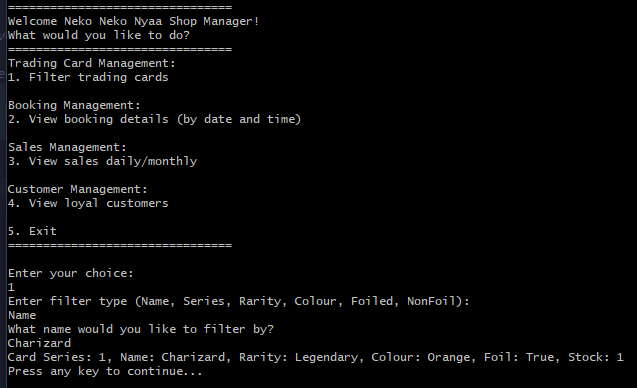 ================================
Welcome Neko Neko Nyaa Shop Manager!
What would you like to do?
================================
Trading Card Management:
1. Filter trading cards
Booking Management:
2. View booking details (by date and time)
Sales Management:
3. View sales daily/monthly
Customer Management:
4. View loyal customers
5. Exit
================================
Enter your choice:
1
Enter filter type (Name, Series, Rarity, Colour, Foiled, NonFoil):
Name
What name would you like to filter by?
Charizard
Card Series: 1, Name: Charizard, Rarity: Legendary, Colour: Orange, Foil: True, Stock: 1
Press any key to continue...